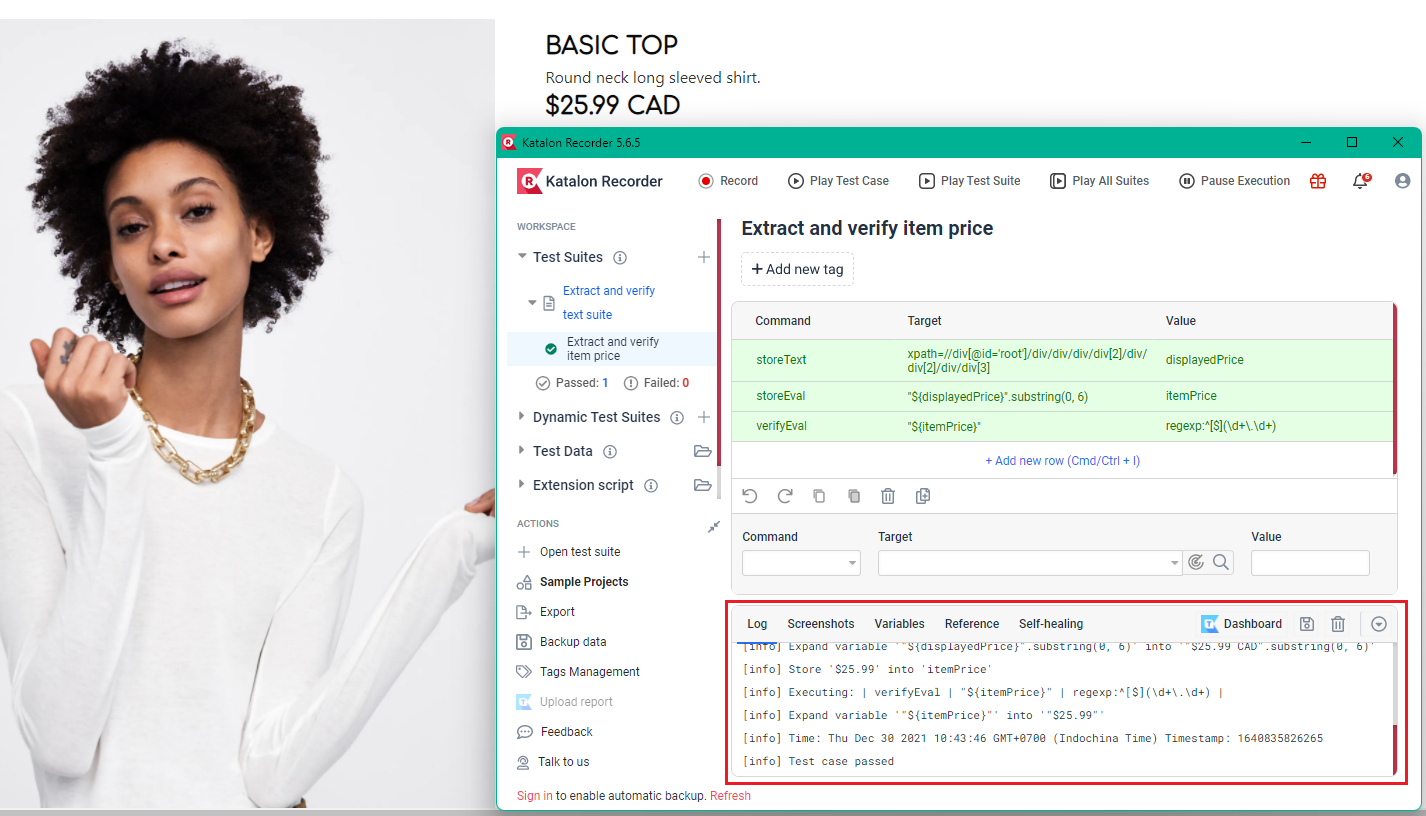 BASIC TOP
Round neck long sleeved shirt.
$25.99 CAD
Katalon Recorder 5.6.5
Katalon Recorder
Record
Play Test Case
Play Test Suite
Play All Suites
Pause Execution
6
WORKSPACE
Test Suites
Extract and verify
text suite
Extract and verify
item price
Passed: 1
Failed: 0
Dynamic Test Suites
Test Data
Extension script
ACTIONS
Open test suite
Sample Projects
Export
Backup data
Tags Management
Upload report
Feedback
Talk to us
Sign in to enable automatic backup. Refresh
Extract and verify item price
+ Add new tag
Command Target Value
storeText xpath=//div[@id='root']/div/div/div/div[2]/div/ displayedPrice
div[2]/div/div[3]
storeEval "${displayedPrice}".substring(0, 6) itemPrice
verifyEval "${itemPrice}" regexp:^[$](\d+\.\d+)
+ Add new row (Cmd/Ctrl + I)
Command Target Value
Log Screenshots Variables Reference Self-healing Dashboard
[info] Expand variable '"${displayedPrice}".substring(0, 6)' into '"$25.99 CAD".substring(0, 6)'
[info] Store '$25.99' into 'itemPrice'
[info] Executing: | verifyEval | "${itemPrice}" | regexp:^[$](\d+\.\d+) |
[info] Expand variable '"${itemPrice}"' into '"$25.99"'
[info] Time: Thu Dec 30 2021 10:43:46 GMT+0700 (Indochina Time) Timestamp: 1640835826265
[info] Test case passed